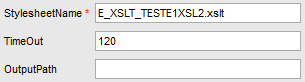 StylesheetName * E_XSLT_TESTE1XSL2.xslt
TimeOut 120
OutputPath